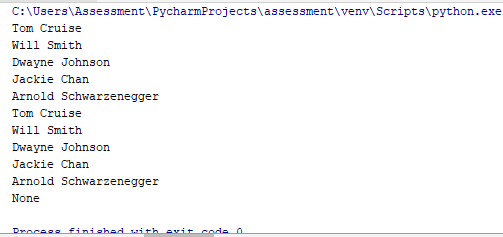 C:\Users\Assessment\PycharmProjects\assessment\venv\Scripts\python.exe
Tom Cruise
Will Smith
Dwayne Johnson
Jackie Chan
Arnold Schwarzenegger
Tom Cruise
Will Smith
Dwayne Johnson
Jackie Chan
Arnold Schwarzenegger
None
Process finished with exit code 0